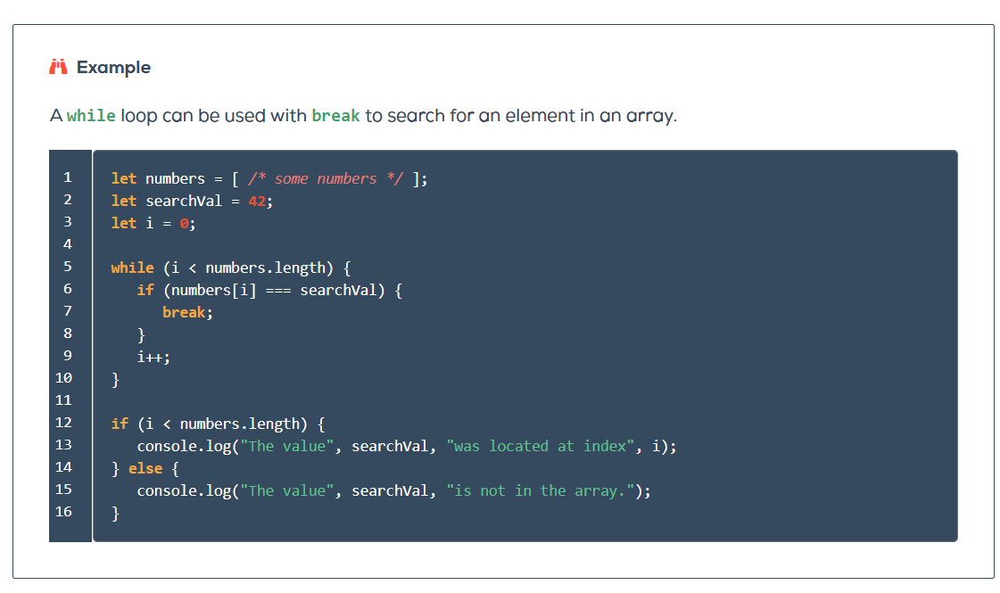 Example
A while loop can be used with break to search for an element in an array.
1 let numbers = [ /* some numbers */ ];
2 let searchVal = 42;
3 let i = 0;
4
5 while (i < numbers.length) {
6    if (numbers[i] === searchVal) {
7       break;
8    }
9    i++;
10 }
11
12 if (i < numbers.length) {
13    console.log("The value", searchVal, "was located at index", i);
14 } else {
15    console.log("The value", searchVal, "is not in the array.");
16 }